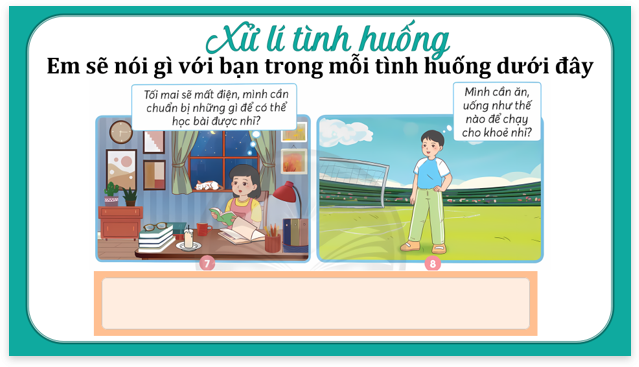 Xử lí tình huống
Em sẽ nói gì với bạn trong mỗi tình huống dưới đây
Tối mai sẽ mất điện, mình cần
chuẩn bị những gì để có thể
học bài được nhỉ?
Mình cần ăn,
uống như thế
nào để chạy
cho khoẻ nhỉ?
7
8